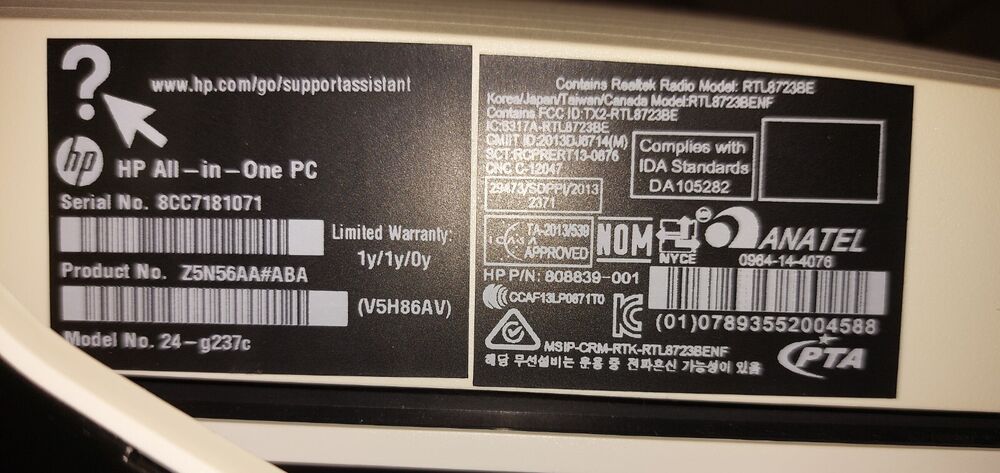 ?
www.hp.com/go/supportassistant
hp
HP All-in-One PC
Serial No. 8CC7181071
Limited Warranty:
1y/1y/0y
Product No. Z5N56AA#ABA
(V5H86AV)
Model No. 24-g237c
Contains Realtek Radio Model: RTL8723BE
Korea/Japan/Taiwan/Canada Model:RTL8723BENF
Contains FCC ID:TX2-RTL8723BE
IC:6317A-RTL8723BE
CMIIT ID:2013DJ6714(M)
SCT:RCPRERT13-0876
CNC C-12047
29473/SDPPI/2013
2371
Complies with
IDA Standards
DA105282
TA-2013/539
APPROVED
NOM
NYCE
ANATEL
0964-14-4076
HP P/N: 808839-001
CCAF13LP0671T0
(01)07893552004588
MSIP-CRM-RTK-RTL8723BENF
해당 무선설비는 운용 중 전파혼신 가능성이 있음
PTA